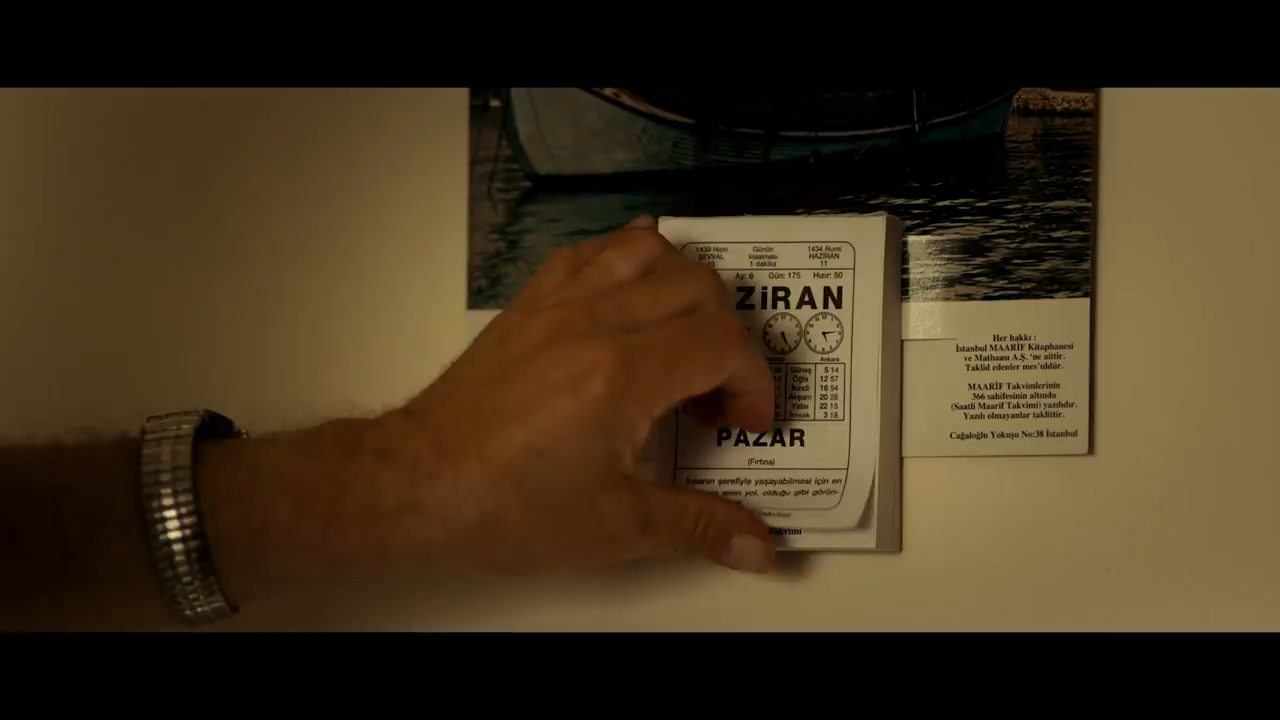 1439 Hicri
ŞEVVAL
10
Günün
kısalması
1 dakika
1434 Rumi
HAZİRAN
11
Ay: 6 Gün: 175 Hızır: 50
ZİRAN
Ankara
Güneş 5 14
Öğle 12 57
İkindi 16 54
Akşam 20 28
Yatsı 22 15
İmsak 3 18
PAZAR
(Fırtına)
İnsanın şerefiyle yaşayabilmesi için en
yol, olduğu gibi görün-
Takvimi
Her hakkı :
İstanbul MAARİF Kitaphanesi
ve Matbaası A.Ş. 'ne aittir.
Taklid edenler mes'uldür.
MAARİF Takvimlerinin
366 sahifesinin altında
(Saatli Maarif Takvimi) yazılıdır.
Yazılı olmayanlar taklittir.
Cağaloğlu Yokuşu No:38 İstanbul